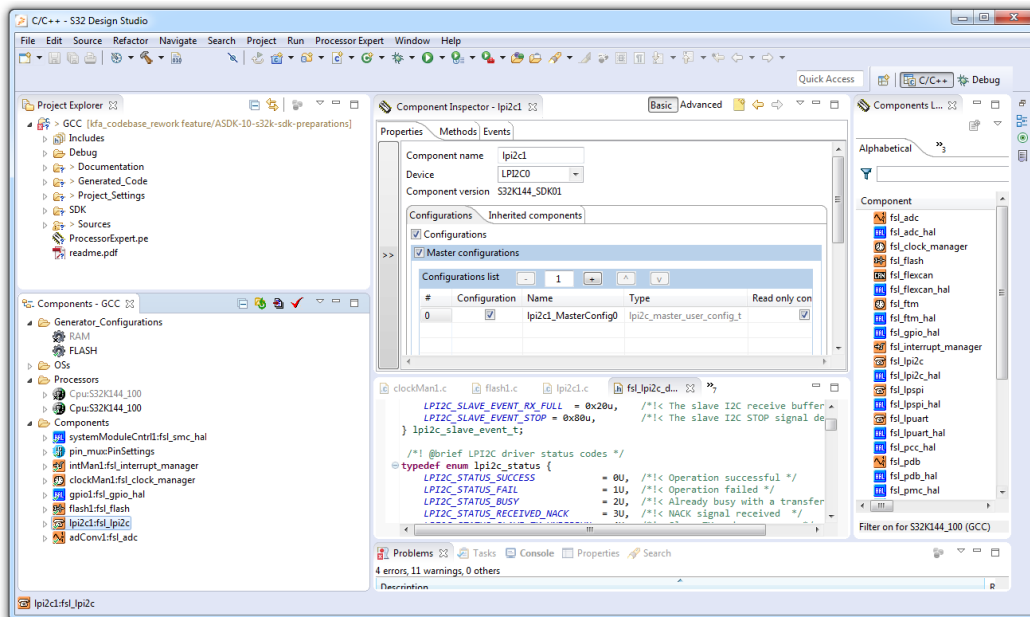 C/C++ - S32 Design Studio
File Edit Source Refactor Navigate Search Project Run Processor Expert Window Help
Quick Access
C/C++
Debug
Project Explorer
> GCC [kfa_codebase_rework feature/ASDK-10-s32k-sdk-preparations]
Includes
Debug
> Documentation
> Generated_Code
> Project_Settings
SDK
> Sources
ProcessorExpert.pe
readme.pdf
Components - GCC
Generator_Configurations
RAM
FLASH
OSs
Processors
Cpu:S32K144_100
Cpu:S32K144_100
Components
systemModuleCntrl1:fsl_smc_hal
pin_mux:PinSettings
intMan1:fsl_interrupt_manager
clockMan1:fsl_clock_manager
gpio1:fsl_gpio_hal
flash1:fsl_flash
lpi2c1:fsl_lpi2c
adConv1:fsl_adc
Component Inspector - lpi2c1
Basic Advanced
Properties Methods Events
>>
Component name lpi2c1
Device LPI2C0
Component version S32K144_SDK01
Configurations Inherited components
Configurations
Master configurations
Configurations list - 1 + ^ v
# Configuration Name Type Read only con
0 lpi2c1_MasterConfig0 lpi2c_master_user_config_t
clockMan1.c flash1.c lpi2c1.c fsl_lpi2c_d... »7
LPI2C_SLAVE_EVENT_RX_FULL = 0x20u, /*!< The slave I2C receive buffer
LPI2C_SLAVE_EVENT_STOP = 0x80u, /*!< The slave I2C STOP signal de
} lpi2c_slave_event_t;
/*! @brief LPI2C driver status codes */
typedef enum lpi2c_status {
LPI2C_STATUS_SUCCESS = 0U, /*!< Operation successful */
LPI2C_STATUS_FAIL = 1U, /*!< Operation failed */
LPI2C_STATUS_BUSY = 2U, /*!< Already busy with a transfer
LPI2C_STATUS_RECEIVED_NACK = 3U, /*!< NACK signal received */
Problems Tasks Console Properties Search
4 errors, 11 warnings, 0 others
Description R
Components L...
Alphabetical »3
Component
fsl_adc
fsl_adc_hal
fsl_clock_manager
fsl_flash
fsl_flexcan
fsl_flexcan_hal
fsl_ftm
fsl_ftm_hal
fsl_gpio_hal
fsl_interrupt_manager
fsl_lpi2c
fsl_lpi2c_hal
fsl_lpspi
fsl_lpspi_hal
fsl_lpuart
fsl_lpuart_hal
fsl_pcc_hal
fsl_pdb
fsl_pdb_hal
fsl_pmc_hal
Filter on for S32K144_100 (GCC)
lpi2c1:fsl_lpi2c